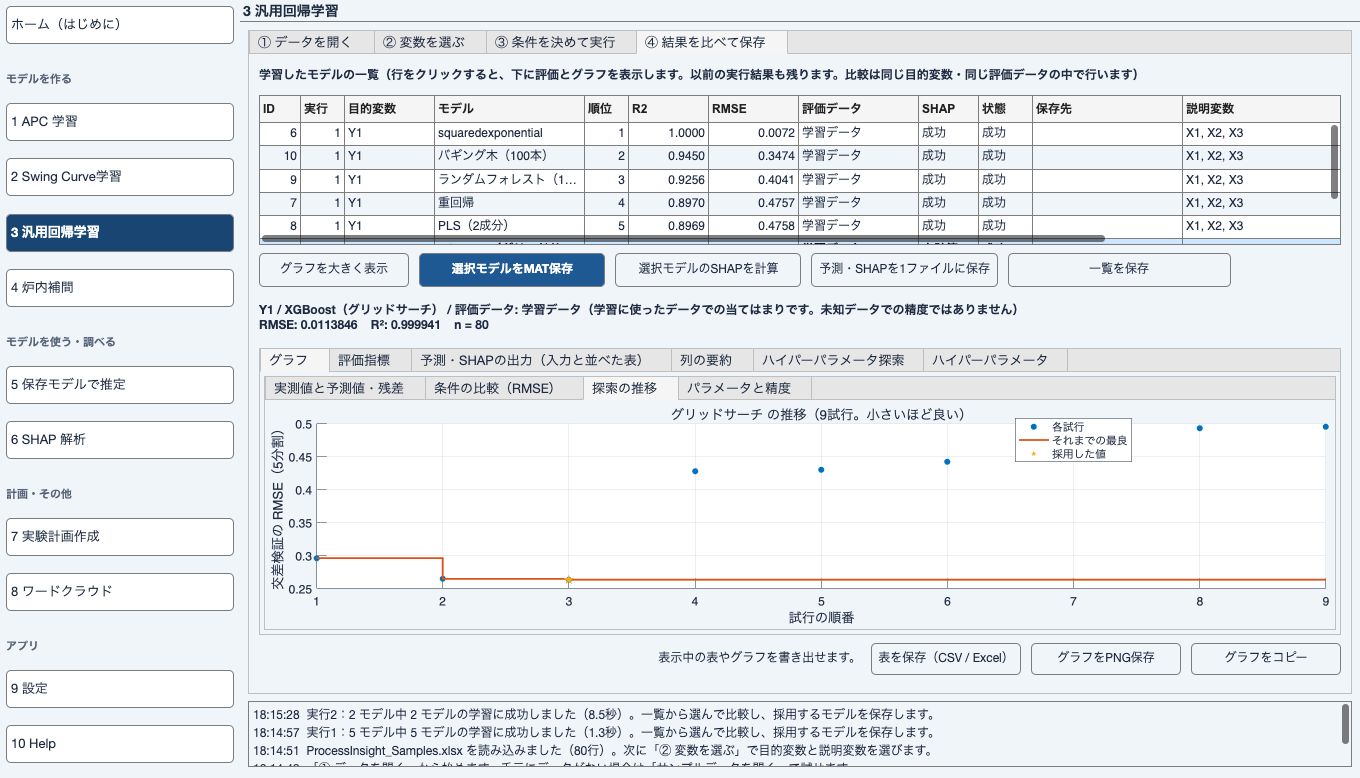 ホーム（はじめに）
モデルを作る
1 APC 学習
2 Swing Curve学習
3 汎用回帰学習
4 炉内補間
モデルを使う・調べる
5 保存モデルで推定
6 SHAP 解析
計画・その他
7 実験計画作成
8 ワードクラウド
アプリ
9 設定
10 Help
3 汎用回帰学習
① データを開く ② 変数を選ぶ ③ 条件を決めて実行 ④ 結果を比べて保存
学習したモデルの一覧（行をクリックすると、下に評価とグラフを表示します。以前の実行結果も残ります。比較は同じ目的変数・同じ評価データの中で行います）
ID 実行 目的変数 モデル 順位 R2 RMSE 評価データ SHAP 状態 保存先 説明変数
6 1 Y1 squaredexponential 1 1.0000 0.0072 学習データ 成功 成功 X1, X2, X3
10 1 Y1 バギング木（100本） 2 0.9450 0.3474 学習データ 成功 成功 X1, X2, X3
9 1 Y1 ランダムフォレスト（1… 3 0.9256 0.4041 学習データ 成功 成功 X1, X2, X3
7 1 Y1 重回帰 4 0.8970 0.4757 学習データ 成功 成功 X1, X2, X3
8 1 Y1 PLS（2成分） 5 0.8969 0.4758 学習データ 成功 成功 X1, X2, X3
グラフを大きく表示 選択モデルをMAT保存 選択モデルのSHAPを計算 予測・SHAPを1ファイルに保存 一覧を保存
Y1 / XGBoost（グリッドサーチ） / 評価データ: 学習データ（学習に使ったデータでの当てはまりです。未知データでの精度ではありません）
RMSE: 0.0113846 R²: 0.999941 n = 80
グラフ 評価指標 予測・SHAPの出力（入力と並べた表） 列の要約 ハイパーパラメータ探索 ハイパーパラメータ
実測値と予測値・残差 条件の比較（RMSE） 探索の推移 パラメータと精度
グリッドサーチ の推移（9試行。小さいほど良い）
交差検証の RMSE（5分割）
0.5
0.45
0.4
0.35
0.3
0.25
各試行
それまでの最良
採用した値
1 2 3 4 5 6 7 8 9
試行の順番
表示中の表やグラフを書き出せます。 表を保存（CSV / Excel） グラフをPNG保存 グラフをコピー
18:15:28 実行2：2 モデル中 2 モデルの学習に成功しました（8.5秒）。一覧から選んで比較し、採用するモデルを保存します。
18:14:57 実行1：5 モデル中 5 モデルの学習に成功しました（1.3秒）。一覧から選んで比較し、採用するモデルを保存します。
18:14:51 ProcessInsight_Samples.xlsx を読み込みました（80行）。次に「② 変数を選ぶ」で目的変数と説明変数を選びます。